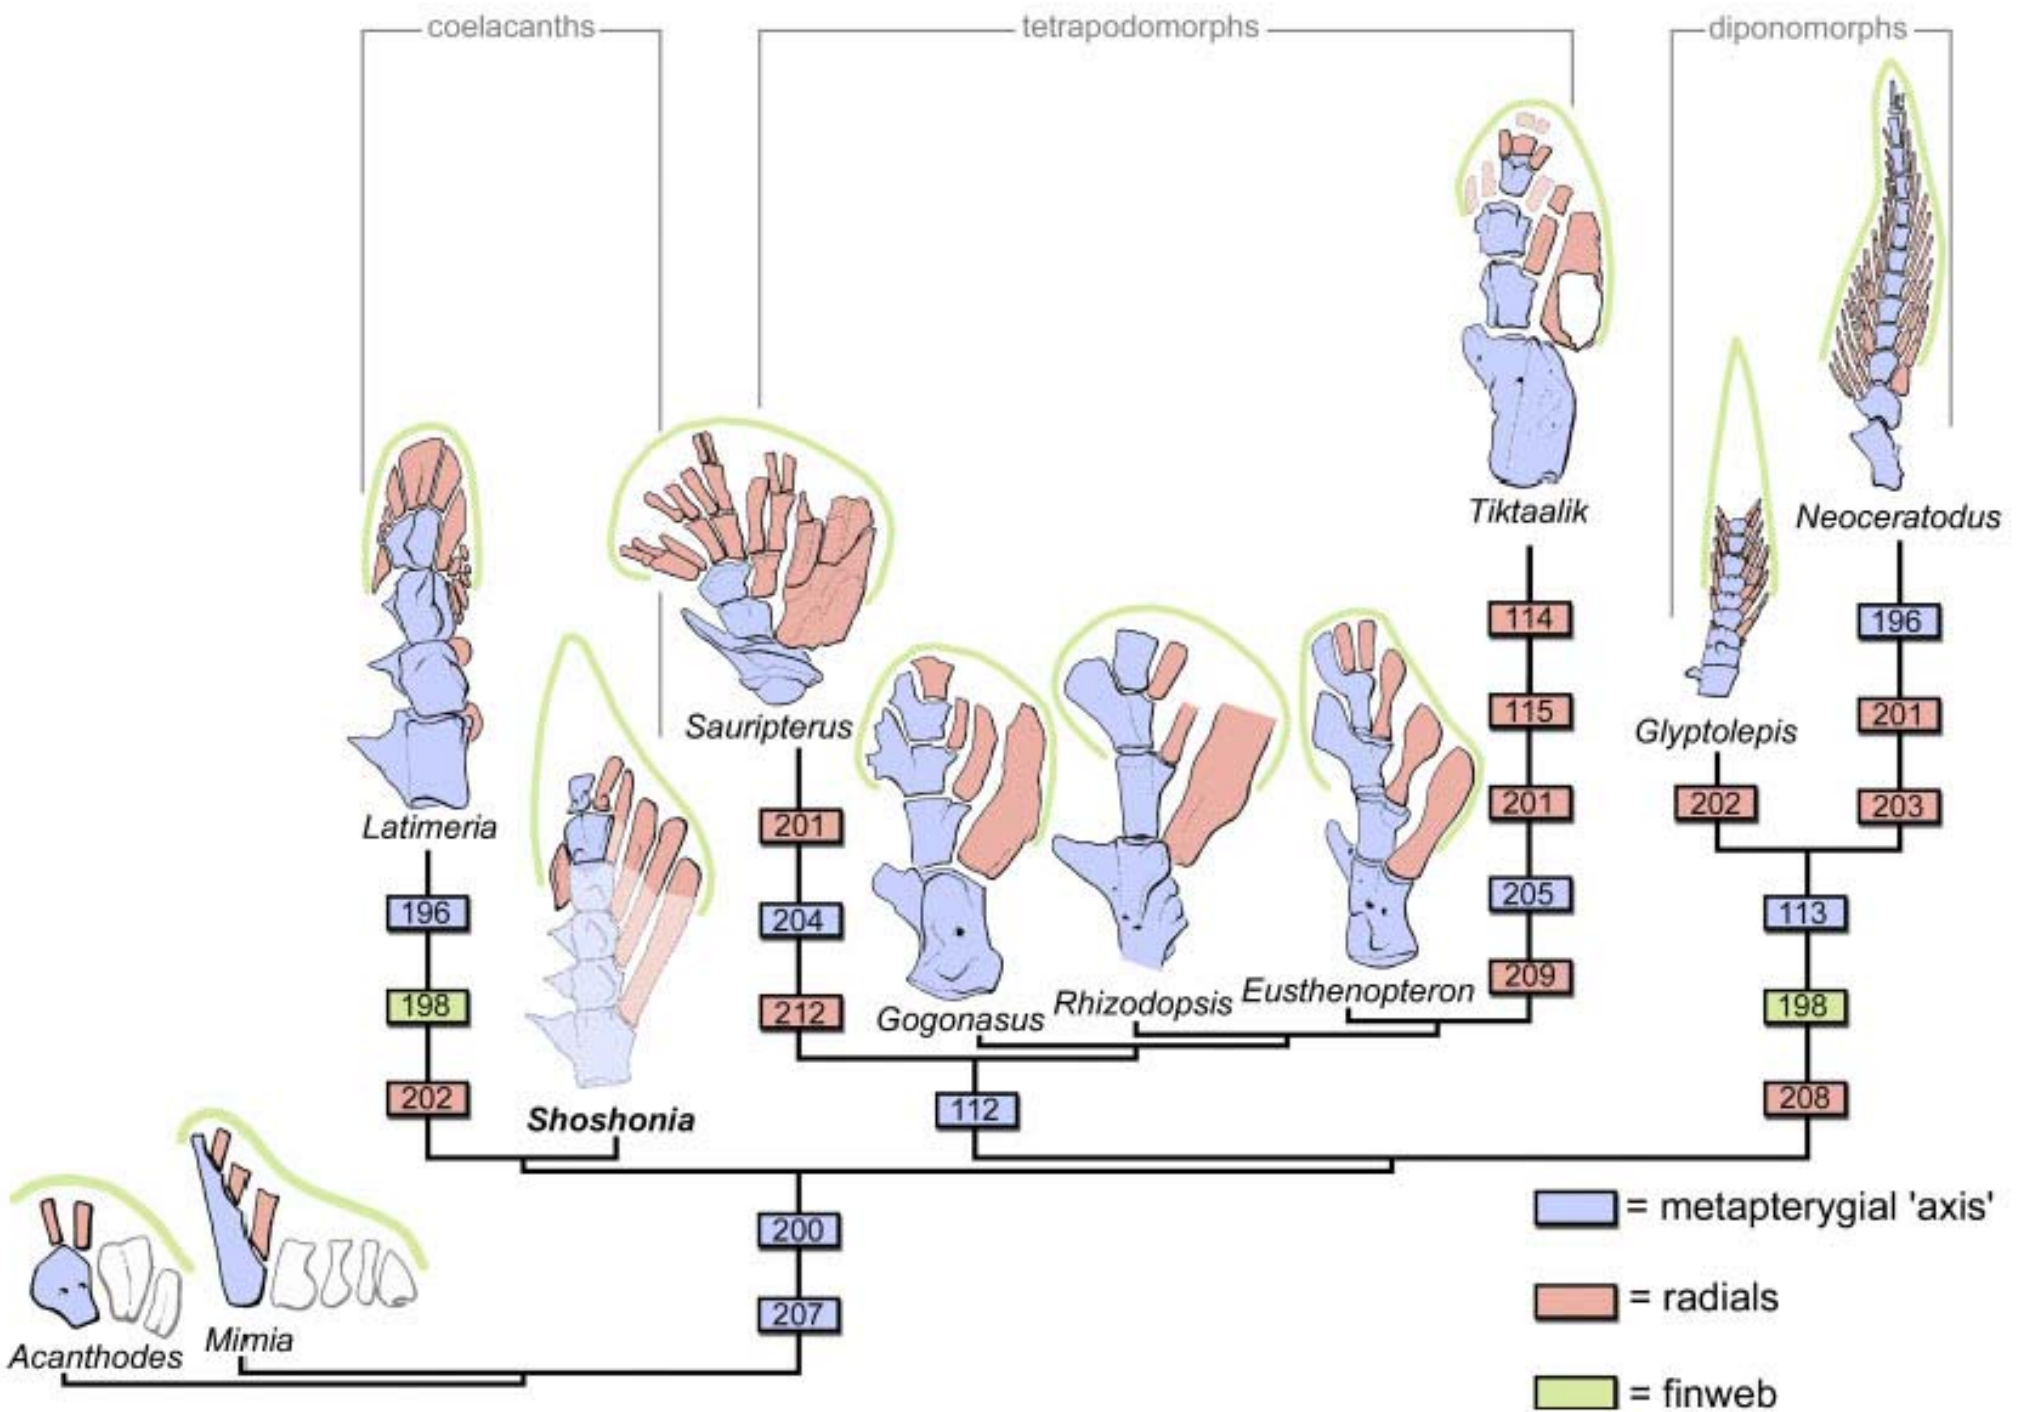 coelacanths
tetrapodomorphs
diponomorphs
Tiktaalik
Neoceratodus
114
196
Sauripterus
115
201
Glyptolepis
Latimeria
201
201
202
203
196
204
205
113
198
212
Gogonasus
Rhizodopsis
Eusthenopteron
209
198
202
Shoshonia
112
208
200
= metapterygial 'axis'
207
= radials
Acanthodes
Mimia
= finweb